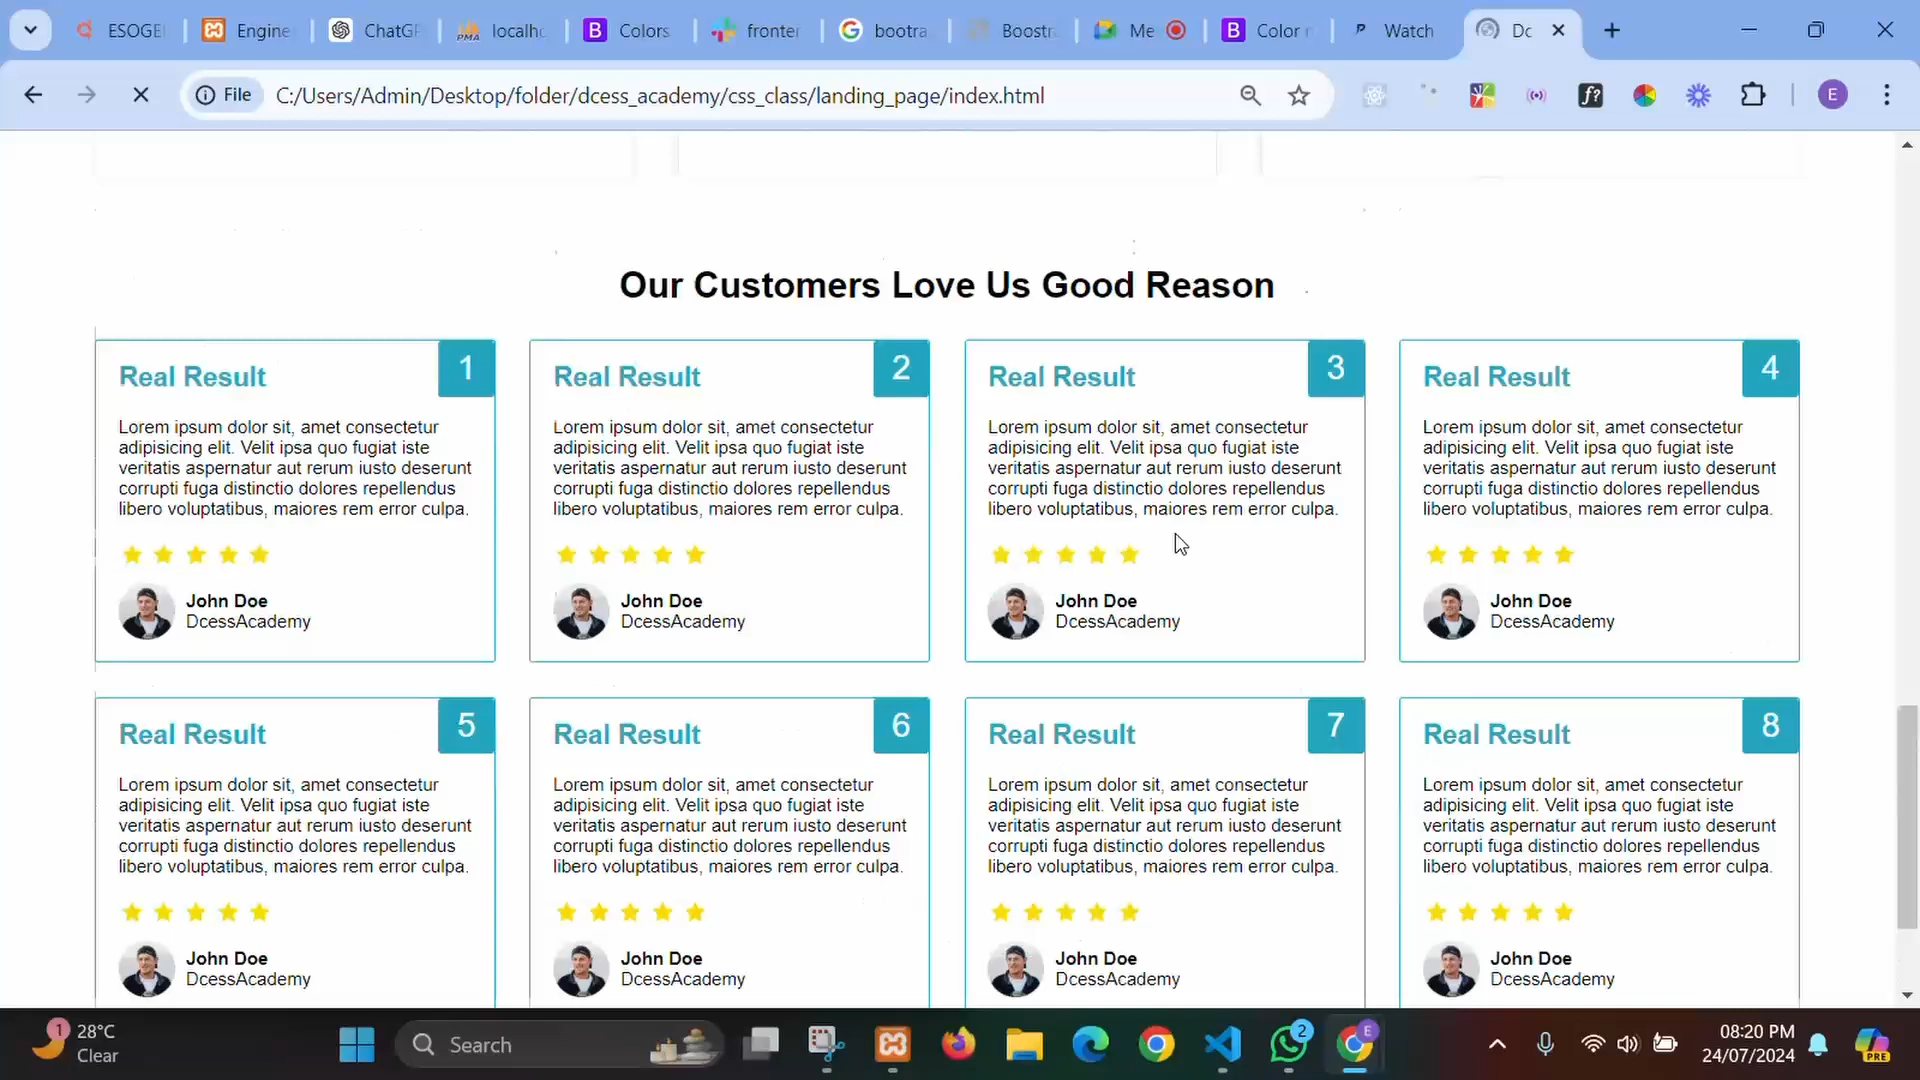 ESOGE
Engine
ChatGP
localho
Colors
fronter
bootra
Boostr
Me
Color r
Watch
Dc
File
C:/Users/Admin/Desktop/folder/dcess_academy/css_class/landing_page/index.html
E
Our Customers Love Us Good Reason
Real Result 1
Lorem ipsum dolor sit, amet consectetur
adipisicing elit. Velit ipsa quo fugiat iste
veritatis aspernatur aut rerum iusto deserunt
corrupti fuga distinctio dolores repellendus
libero voluptatibus, maiores rem error culpa.
John Doe
DcessAcademy
Real Result 2
Lorem ipsum dolor sit, amet consectetur
adipisicing elit. Velit ipsa quo fugiat iste
veritatis aspernatur aut rerum iusto deserunt
corrupti fuga distinctio dolores repellendus
libero voluptatibus, maiores rem error culpa.
John Doe
DcessAcademy
Real Result 3
Lorem ipsum dolor sit, amet consectetur
adipisicing elit. Velit ipsa quo fugiat iste
veritatis aspernatur aut rerum iusto deserunt
corrupti fuga distinctio dolores repellendus
libero voluptatibus, maiores rem error culpa.
John Doe
DcessAcademy
Real Result 4
Lorem ipsum dolor sit, amet consectetur
adipisicing elit. Velit ipsa quo fugiat iste
veritatis aspernatur aut rerum iusto deserunt
corrupti fuga distinctio dolores repellendus
libero voluptatibus, maiores rem error culpa.
John Doe
DcessAcademy
Real Result 5
Lorem ipsum dolor sit, amet consectetur
adipisicing elit. Velit ipsa quo fugiat iste
veritatis aspernatur aut rerum iusto deserunt
corrupti fuga distinctio dolores repellendus
libero voluptatibus, maiores rem error culpa.
John Doe
DcessAcademy
Real Result 6
Lorem ipsum dolor sit, amet consectetur
adipisicing elit. Velit ipsa quo fugiat iste
veritatis aspernatur aut rerum iusto deserunt
corrupti fuga distinctio dolores repellendus
libero voluptatibus, maiores rem error culpa.
John Doe
DcessAcademy
Real Result 7
Lorem ipsum dolor sit, amet consectetur
adipisicing elit. Velit ipsa quo fugiat iste
veritatis aspernatur aut rerum iusto deserunt
corrupti fuga distinctio dolores repellendus
libero voluptatibus, maiores rem error culpa.
John Doe
DcessAcademy
Real Result 8
Lorem ipsum dolor sit, amet consectetur
adipisicing elit. Velit ipsa quo fugiat iste
veritatis aspernatur aut rerum iusto deserunt
corrupti fuga distinctio dolores repellendus
libero voluptatibus, maiores rem error culpa.
John Doe
DcessAcademy
1
28°C
Clear
Search
2
E
08:20 PM
24/07/2024
PRE